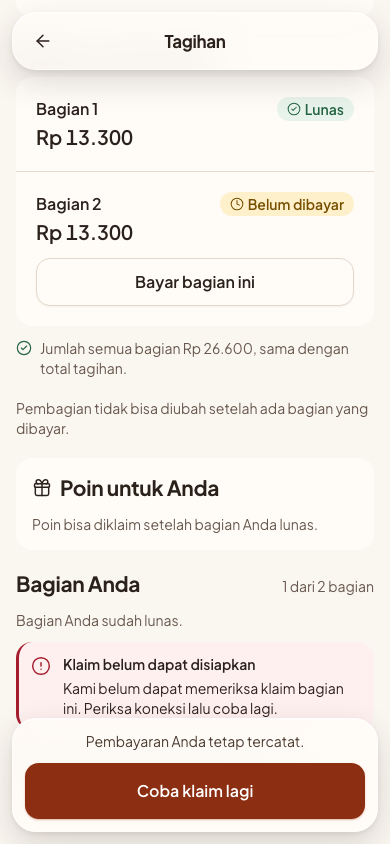 Tagihan
Bagian 1
Lunas
Rp 13.300
Bagian 2
Belum dibayar
Rp 13.300
Bayar bagian ini
Jumlah semua bagian Rp 26.600, sama dengan
total tagihan.
Pembagian tidak bisa diubah setelah ada bagian yang
dibayar.
Poin untuk Anda
Poin bisa diklaim setelah bagian Anda lunas.
Bagian Anda
1 dari 2 bagian
Bagian Anda sudah lunas.
Klaim belum dapat disiapkan
Kami belum dapat memeriksa klaim bagian
ini. Periksa koneksi lalu coba lagi.
Pembayaran Anda tetap tercatat.
Coba klaim lagi